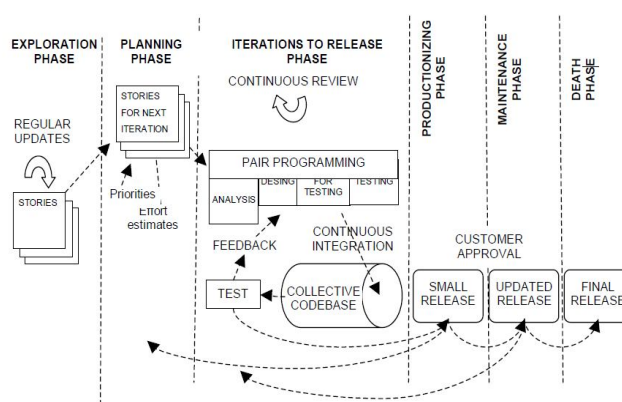 EXPLORATION
PHASE
PLANNING
PHASE
ITERATIONS TO RELEASE
PHASE
PRODUCTIONIZING
PHASE
MAINTENANCE
PHASE
DEATH
PHASE
CONTINUOUS REVIEW
REGULAR
UPDATES
STORIES
STORIES
FOR NEXT
ITERATION
Priorities
Effort
estimates
PAIR PROGRAMMING
ANALYSIS
DESING
FOR
TESTING
TESTING
FEEDBACK
CONTINUOUS
INTEGRATION
TEST
COLLECTIVE
CODEBASE
CUSTOMER
APPROVAL
SMALL
RELEASE
UPDATED
RELEASE
FINAL
RELEASE